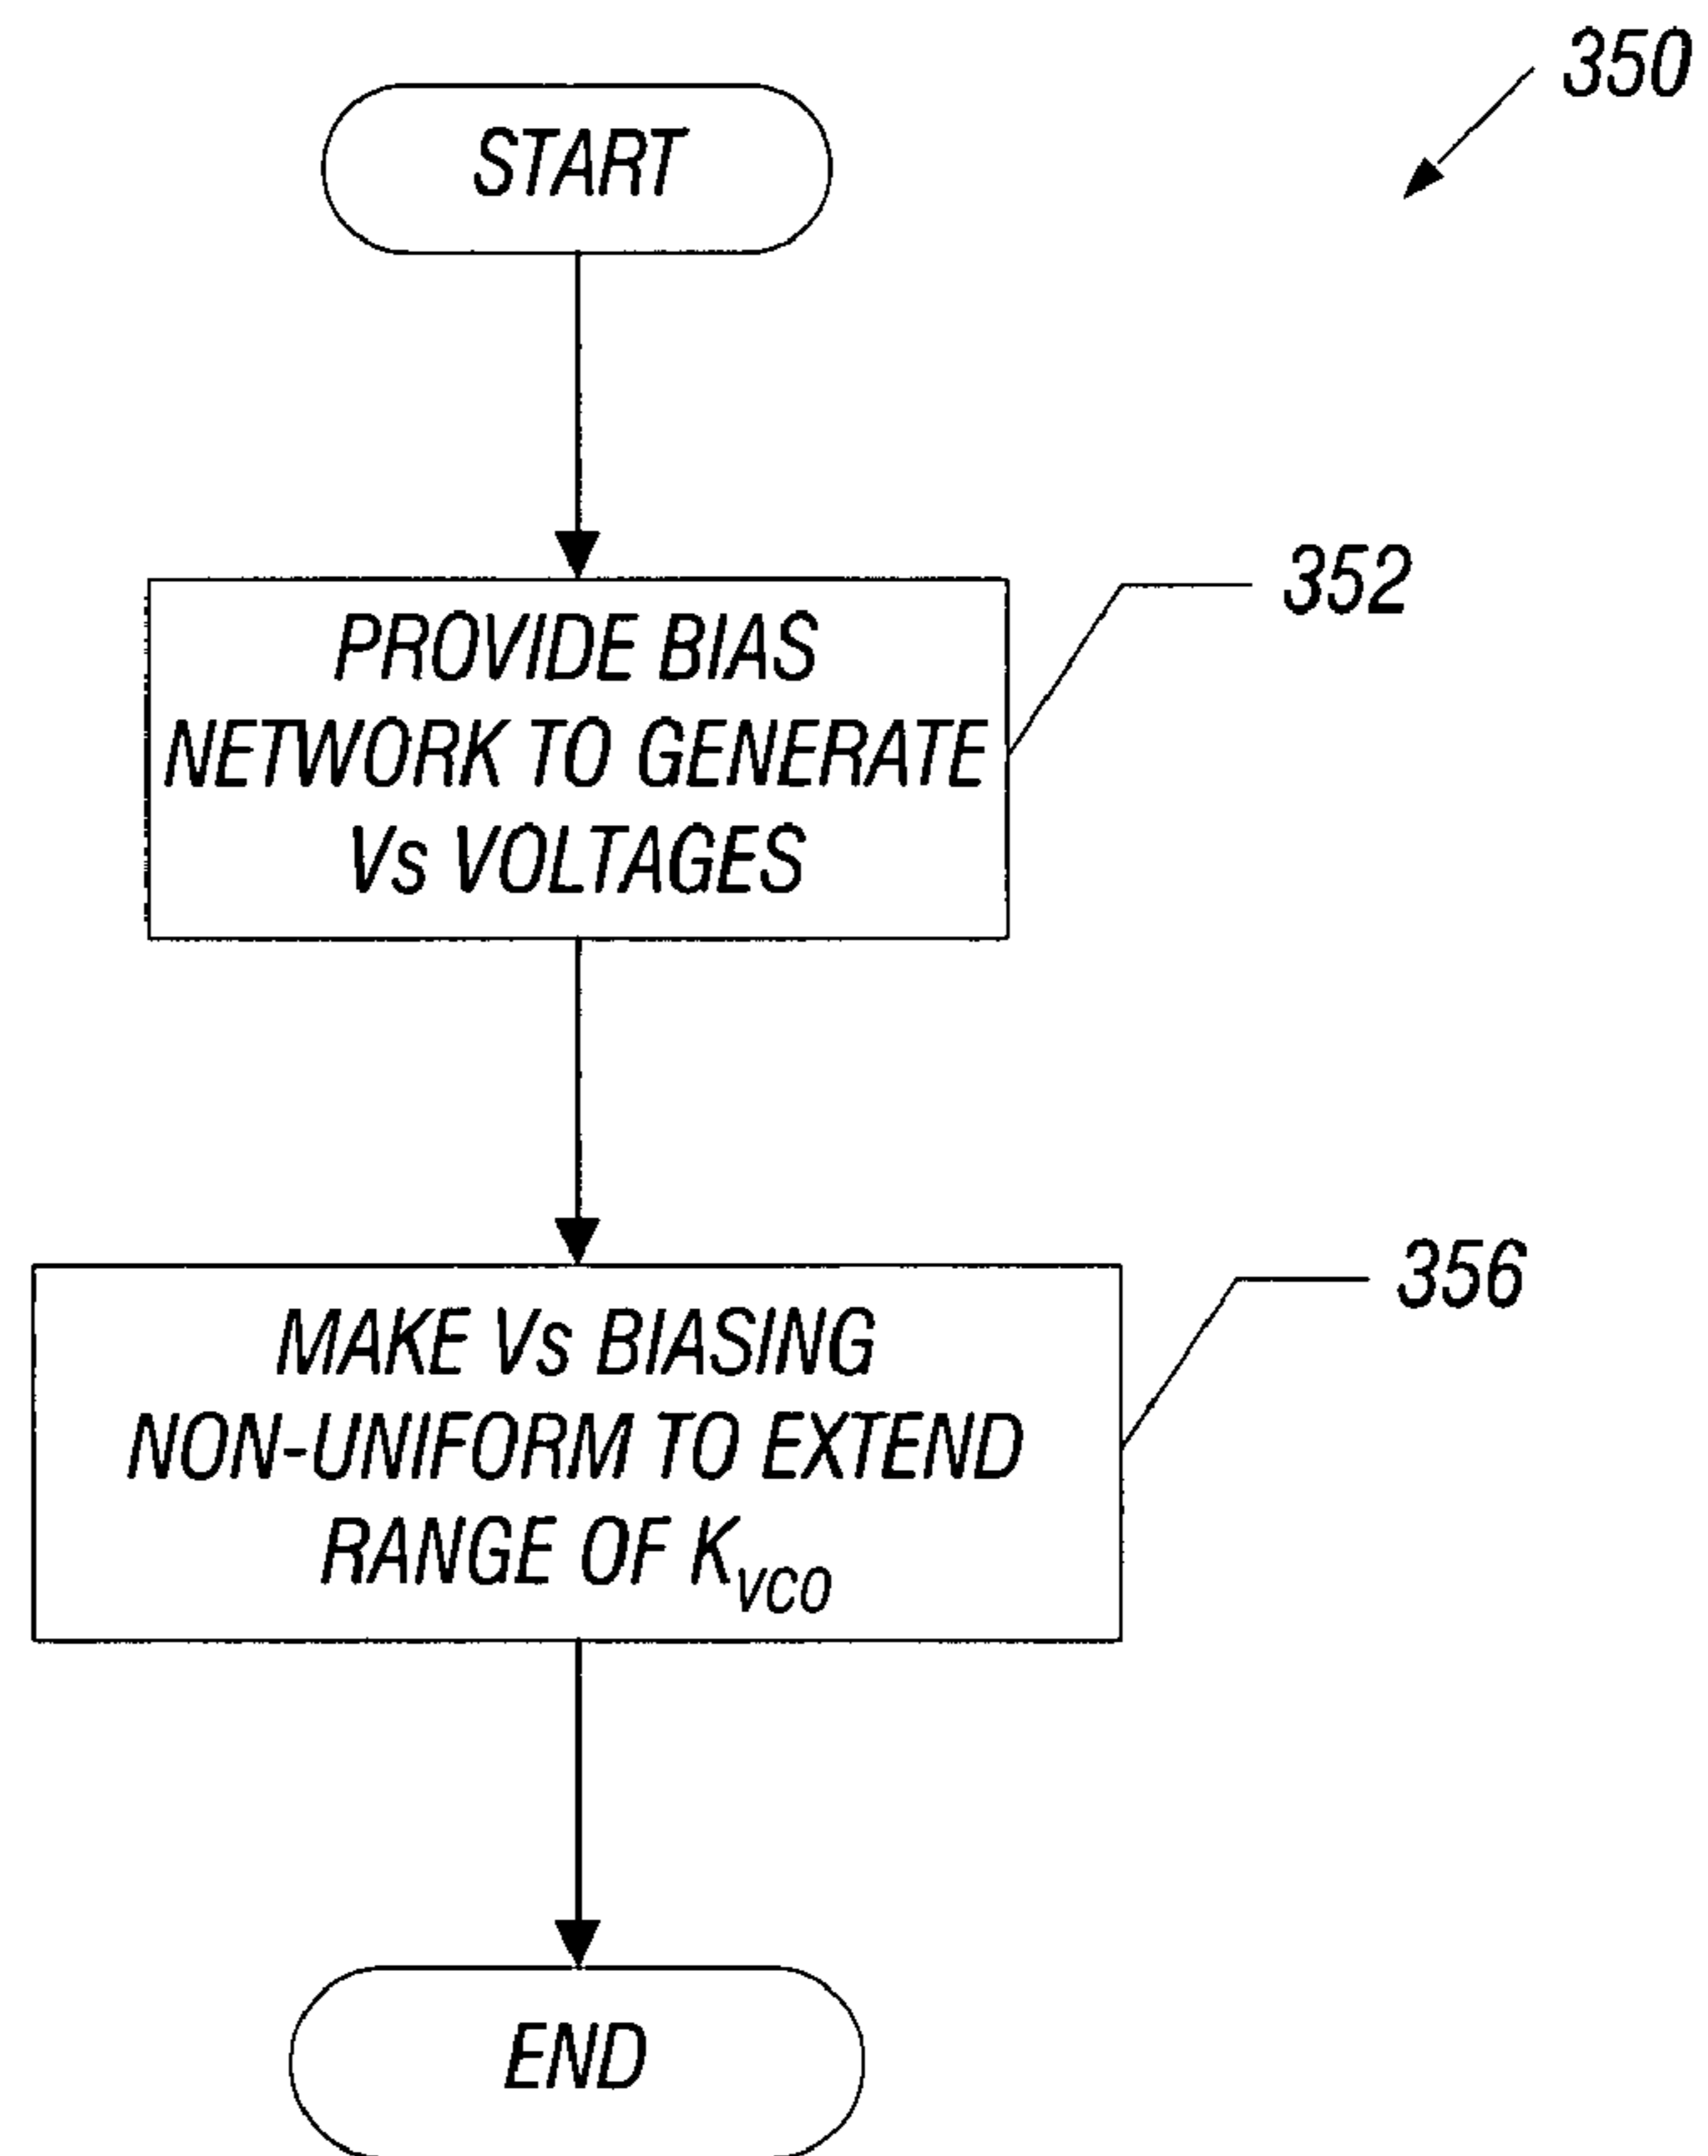 350
START
352
PROVIDE BIAS
NETWORK TO GENERATE
Vs VOLTAGES
356
MAKE Vs BIASING
NON-UNIFORM TO EXTEND
RANGE OF KVCO
END